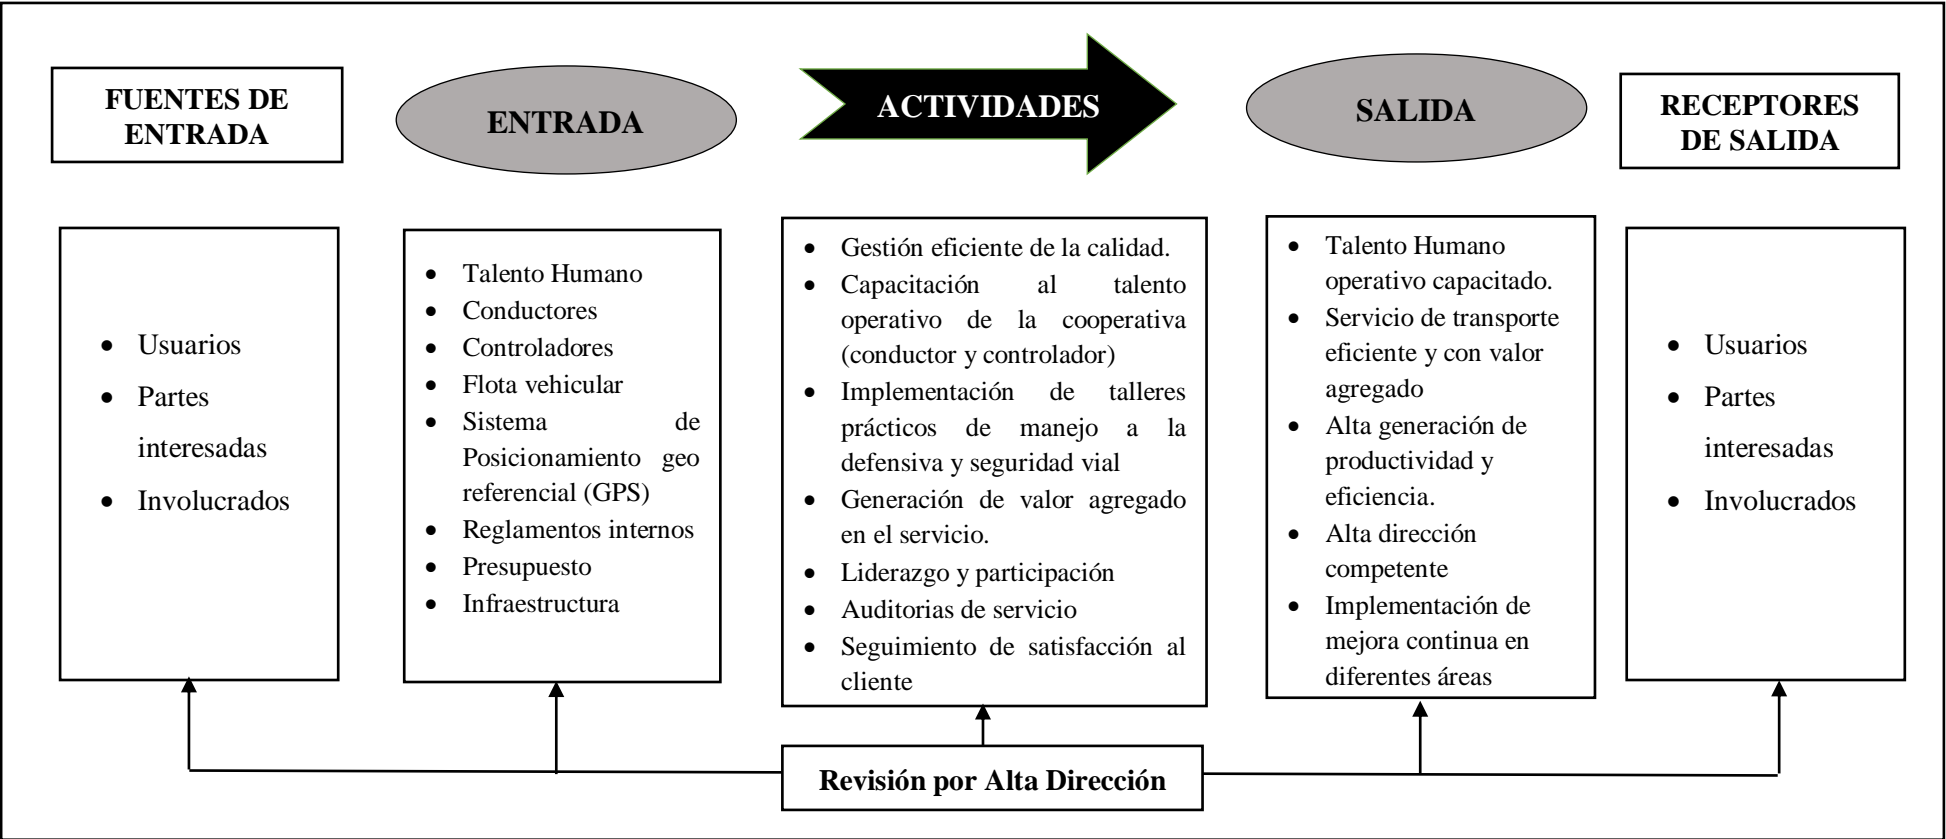 FUENTES DE
ENTRADA
ENTRADA
ACTIVIDADES
SALIDA
RECEPTORES
DE SALIDA
• Usuarios
• Partes
interesadas
• Involucrados
• Talento Humano
• Conductores
• Controladores
• Flota vehicular
• Sistema de
Posicionamiento geo
referencial (GPS)
• Reglamentos internos
• Presupuesto
• Infraestructura
• Gestión eficiente de la calidad.
• Capacitación al talento
operativo de la cooperativa
(conductor y controlador)
• Implementación de talleres
prácticos de manejo a la
defensiva y seguridad vial
• Generación de valor agregado
en el servicio.
• Liderazgo y participación
• Auditorias de servicio
• Seguimiento de satisfacción al
cliente
• Talento Humano
operativo capacitado.
• Servicio de transporte
eficiente y con valor
agregado
• Alta generación de
productividad y
eficiencia.
• Alta dirección
competente
• Implementación de
mejora continua en
diferentes áreas
• Usuarios
• Partes
interesadas
• Involucrados
Revisión por Alta Dirección